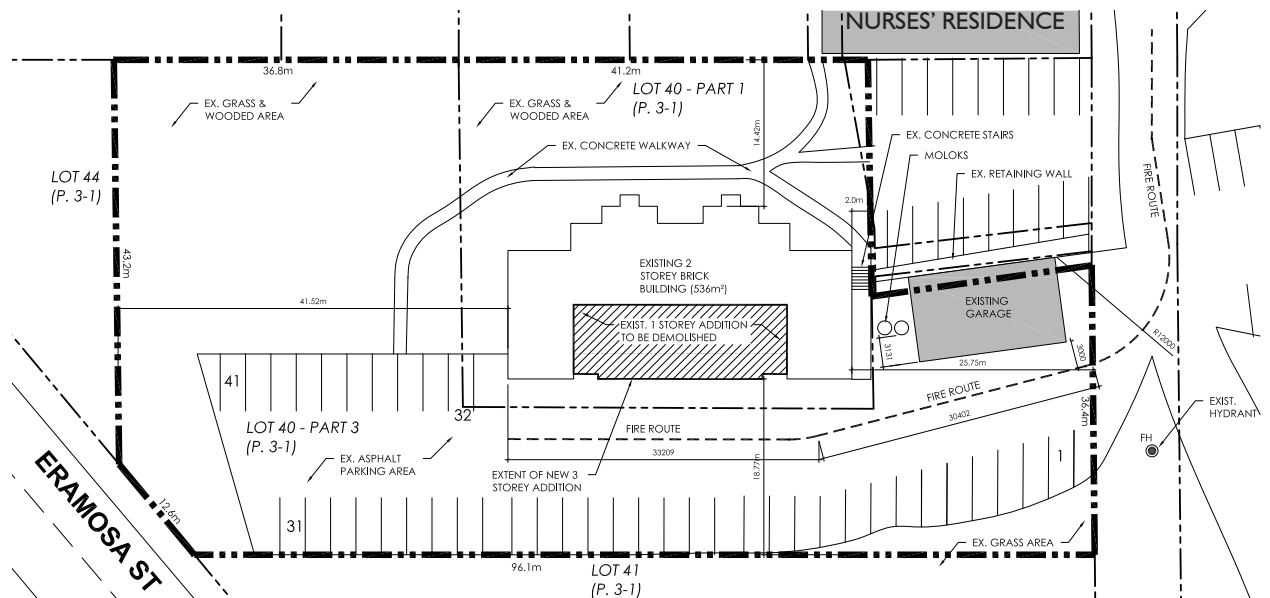 NURSES' RESIDENCE
36.8m
41.2m
LOT 40 - PART 1
(P. 3-1)
EX. GRASS &
WOODED AREA
EX. GRASS &
WOODED AREA
14.42m
EX. CONCRETE WALKWAY
EX. CONCRETE STAIRS
MOLOKS
EX. RETAINING WALL
FIRE ROUTE
LOT 44
(P. 3-1)
2.0m
43.2m
EXISTING 2
STOREY BRICK
BUILDING (536m²)
41.52m
EXISTING
GARAGE
EXIST. 1 STOREY ADDITION
TO BE DEMOLISHED
R12000
3131
3000
25.75m
41
32
FIRE ROUTE
36.4m
LOT 40 - PART 3
(P. 3-1)
FIRE ROUTE
30402
EXIST.
HYDRANT
FH
33209
EX. ASPHALT
PARKING AREA
EXTENT OF NEW 3
STOREY ADDITION
18.77m
1
ERAMOSA ST
12.6m
31
EX. GRASS AREA
96.1m
LOT 41
(P. 3-1)